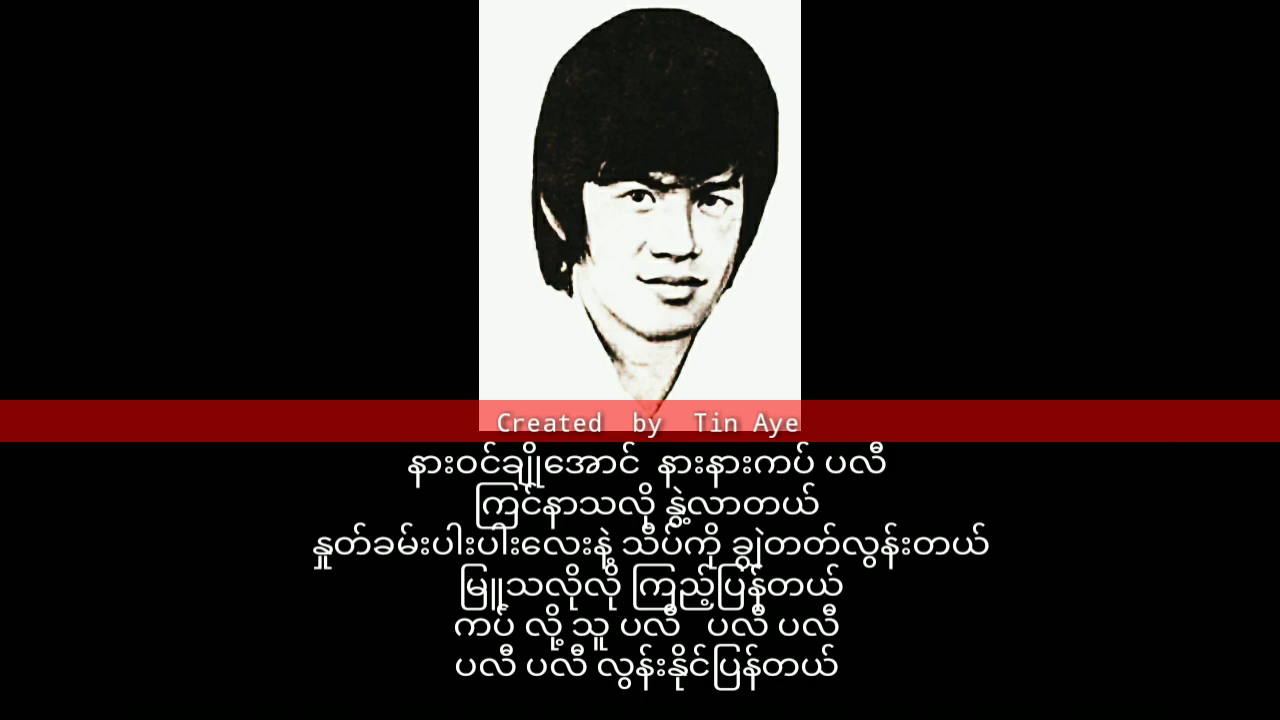 Created by Tin Aye
နားဝင်ချိုအောင် နားနားကပ် ပလီ
ကြင်နာသလို နွဲ့လာတယ်
နှုတ်ခမ်းပါးပါးလေးနဲ့ သိပ်ကို ချွဲတတ်လွန်းတယ်
မြူသလိုလို ကြည့်ပြန်တယ်
ကပ် လို့ သူ ပလီ ပလီ ပလီ
ပလီ ပလီ လွန်းနိုင်ပြန်တယ်